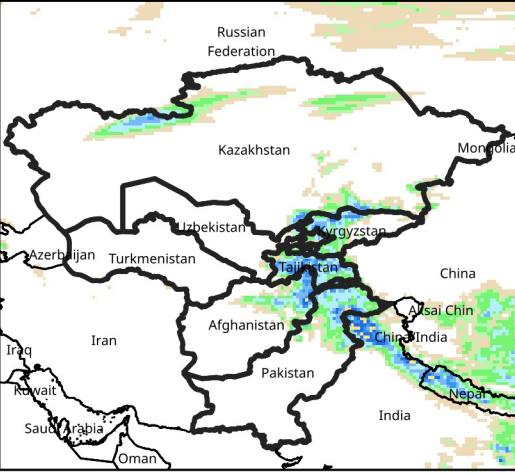 Russian
Federation
Kazakhstan
Mongolia
Uzbekistan
Kyrgyzstan
Azerbaijan
Turkmenistan
Tajikistan
China
Aksai Chin
Afghanistan
China/India
Iran
Iraq
Pakistan
Kuwait
Nepal
India
Saudi Arabia
Oman